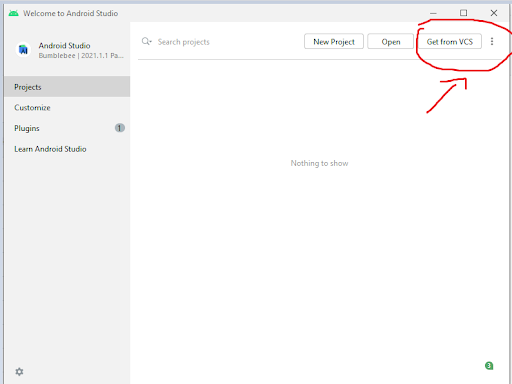 Welcome to Android Studio
Android Studio
Bumblebee | 2021.1.1 Pa...
Search projects
New Project
Open
Get from VCS
Projects
Customize
Plugins
1
Learn Android Studio
Nothing to show
3